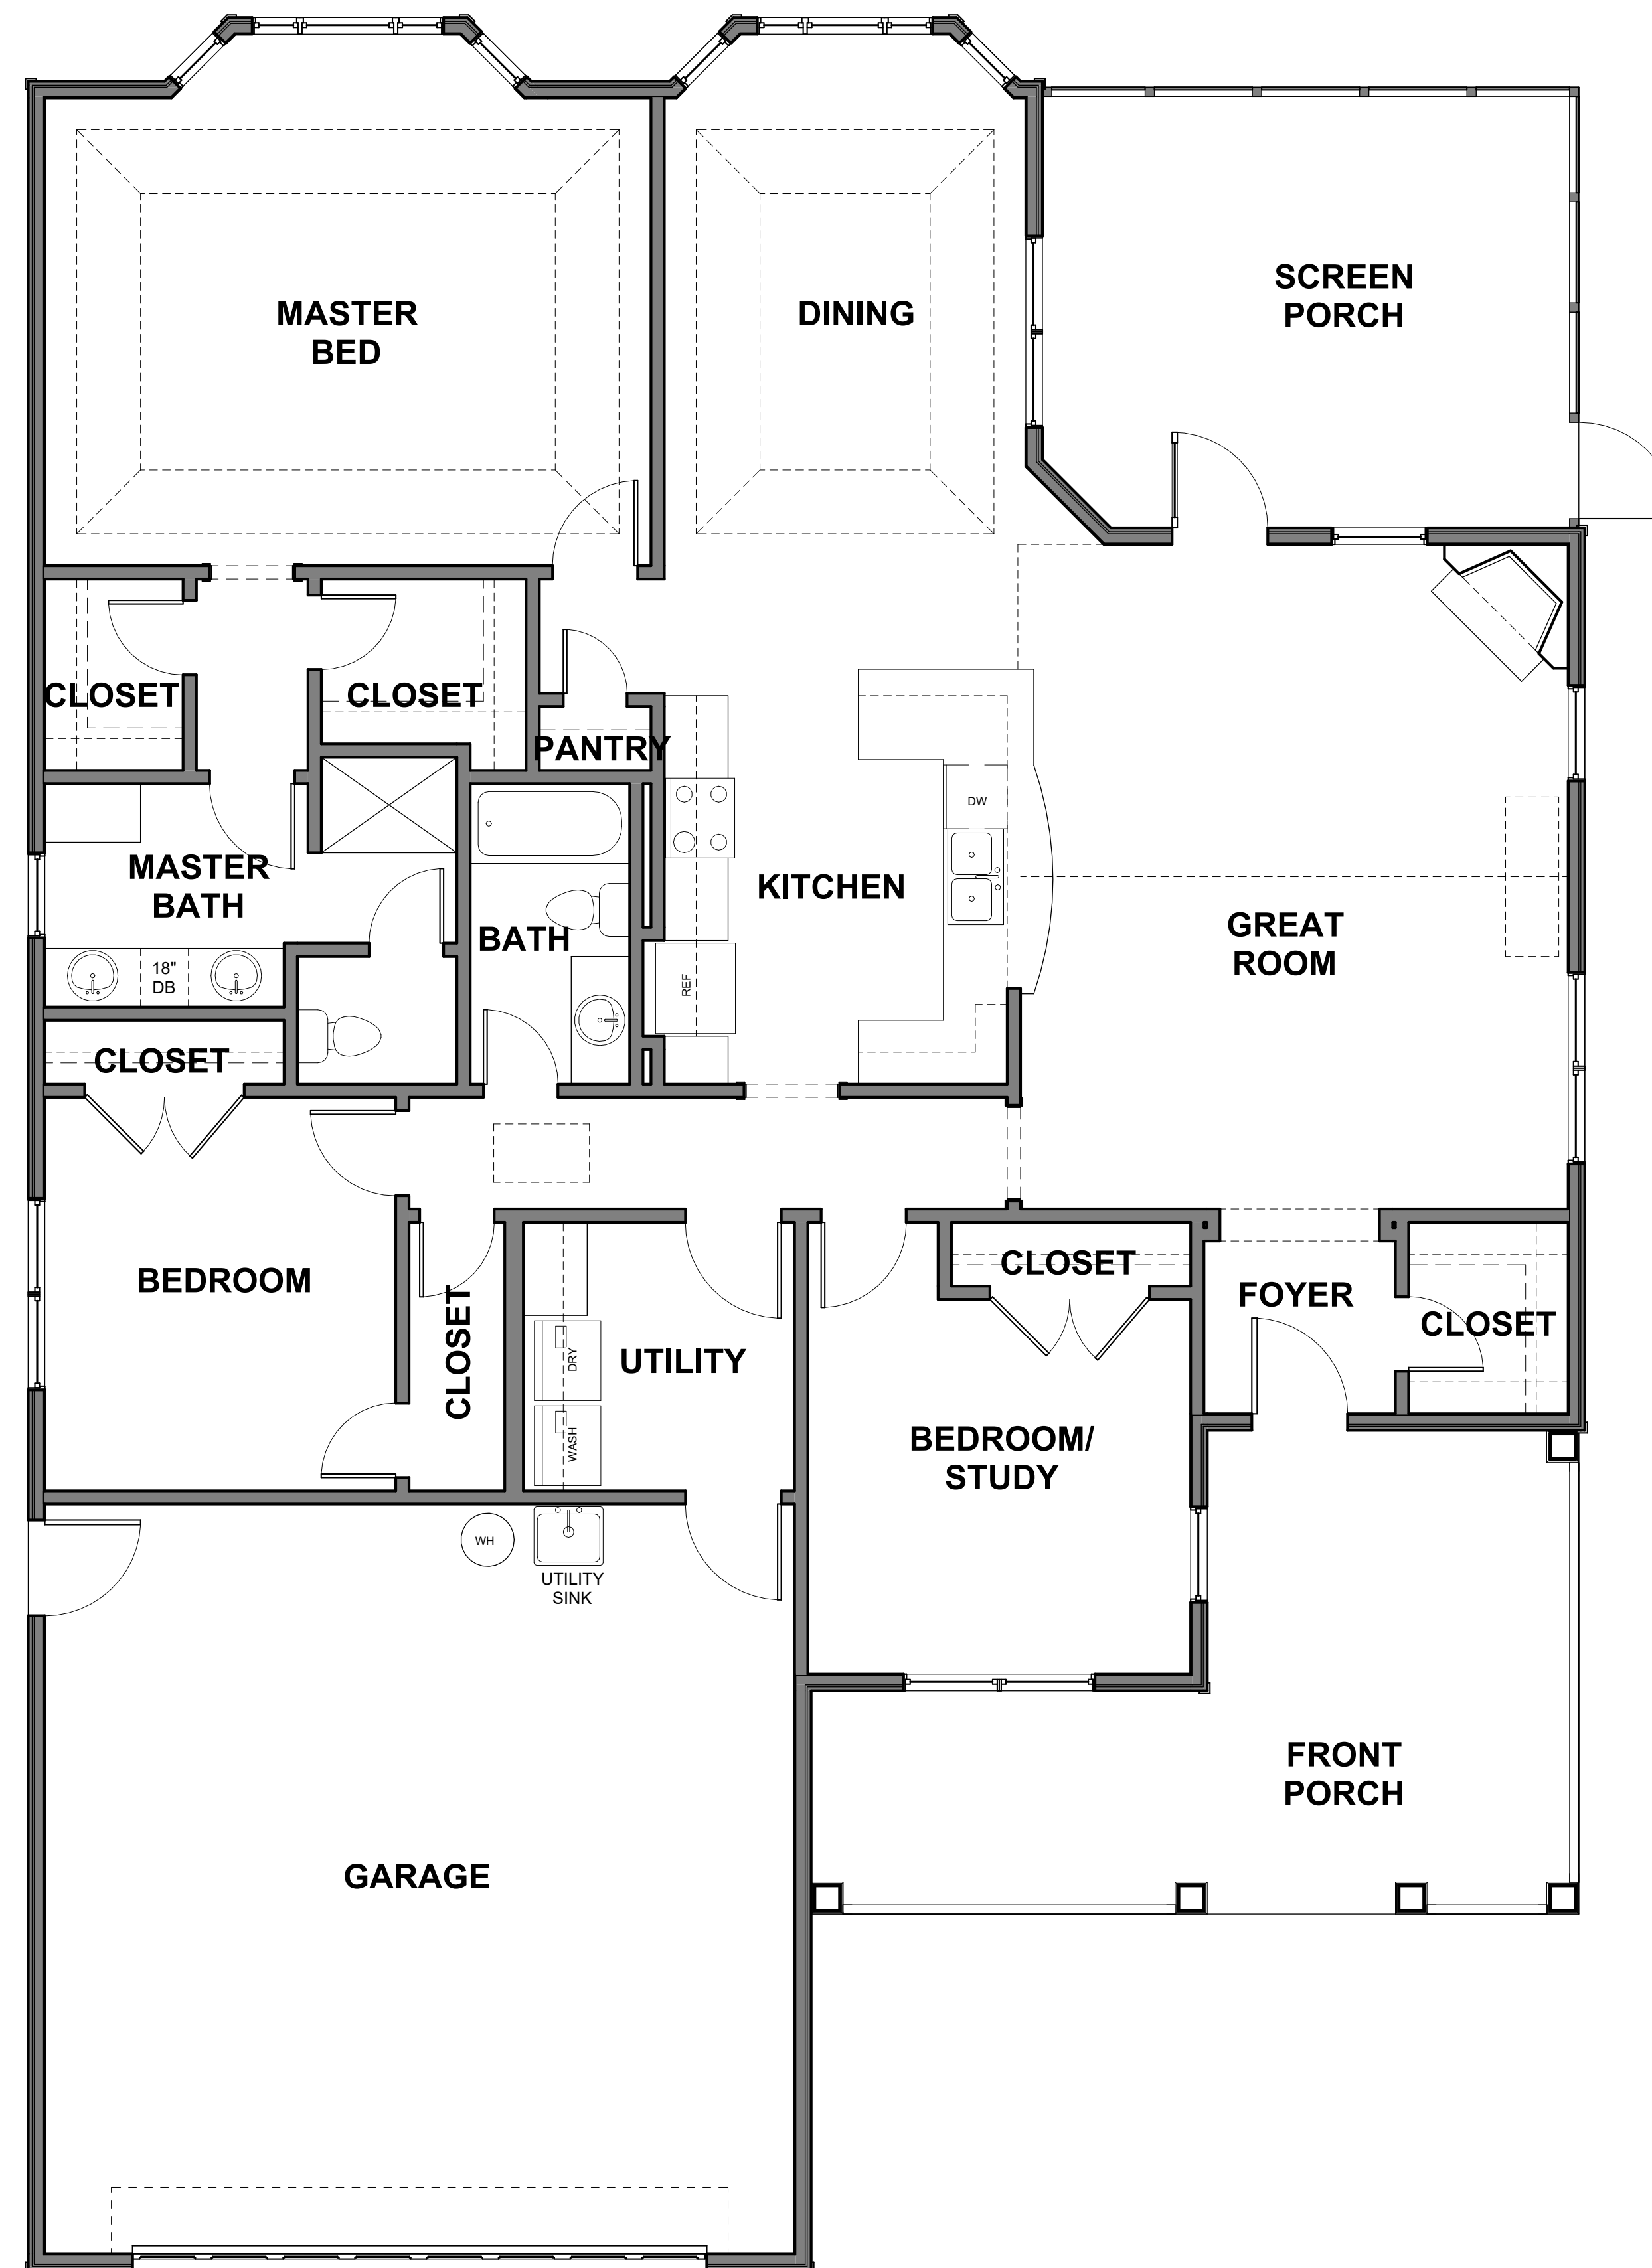 MASTER
BED
DINING
SCREEN
PORCH
CLOSET
CLOSET
PANTRY
DW
MASTER
BATH
KITCHEN
BATH
GREAT
ROOM
18"
DB
REF
CLOSET
BEDROOM
CLOSET
UTILITY
DRY
WASH
CLOSET
FOYER
CLOSET
BEDROOM/
STUDY
WH
UTILITY
SINK
FRONT
PORCH
GARAGE